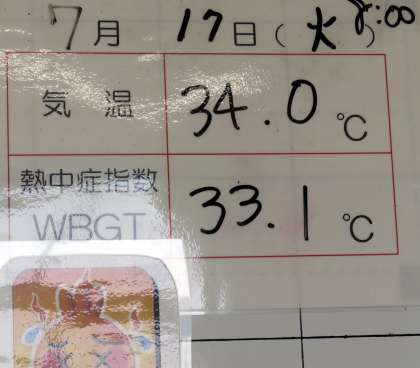 7月 17日(火) 8:00
気温 34.0℃
熱中症指数 33.1℃
WBGT